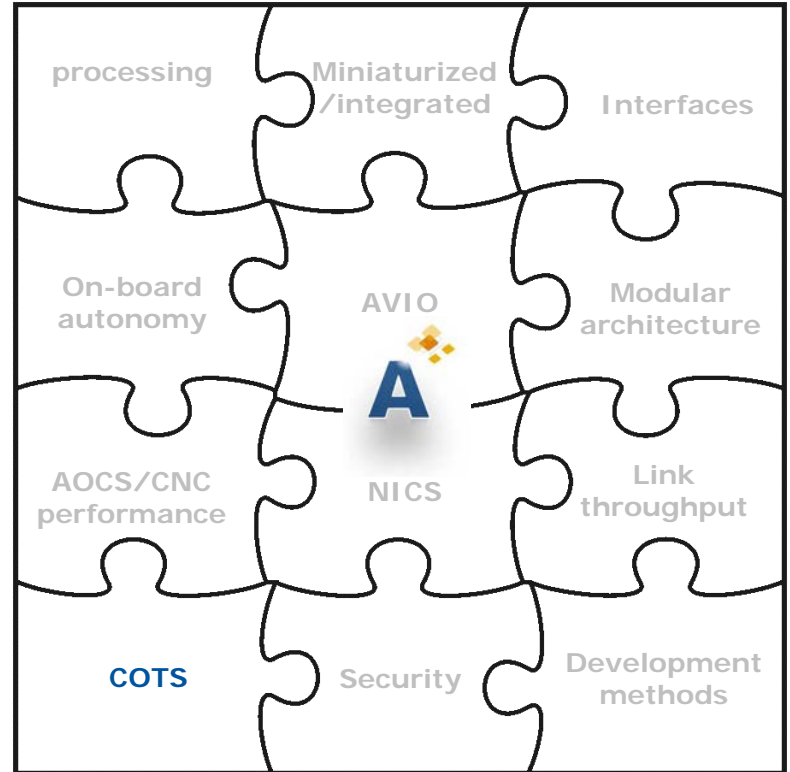 processing
Miniaturized
/integrated
Interfaces
On-board
autonomy
AVIO
Modular
architecture
A
AOCS/CNC
performance
NICS
Link
throughput
COTS
Security
Development
methods